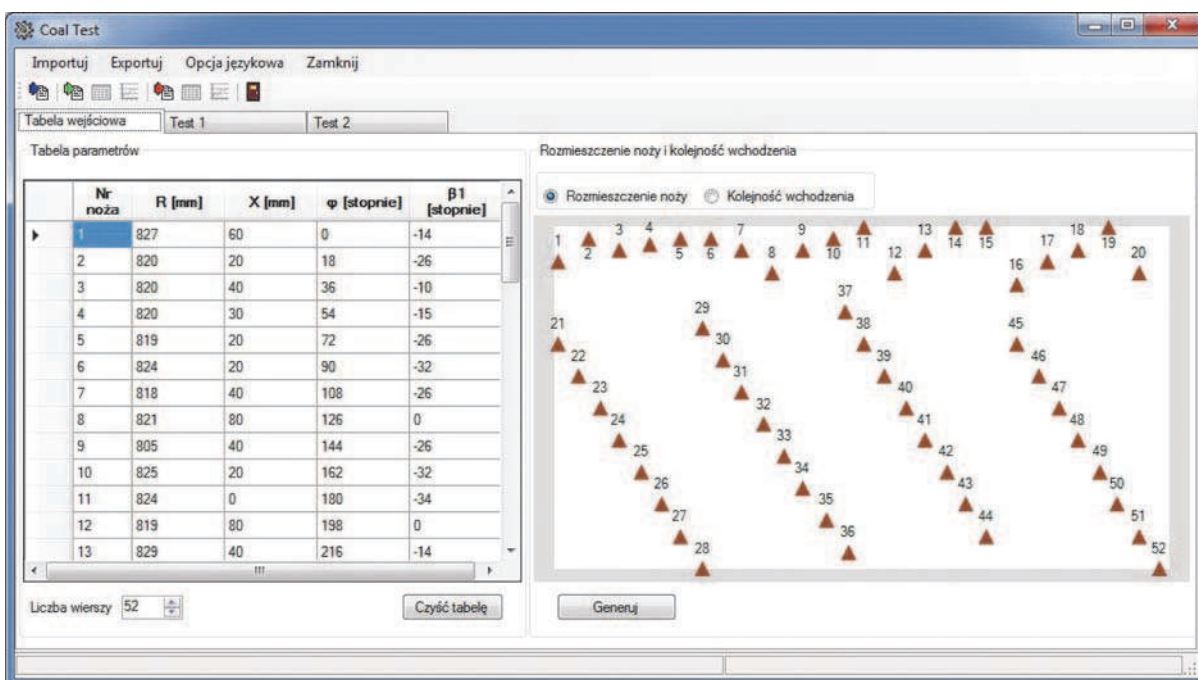 Coal Test
Importuj Exportuj Opcja językowa Zamknij
Tabela wejściowa Test 1 Test 2
Tabela parametrów
Nr noża R [mm] X [mm] φ [stopnie] β1 [stopnie]
1 827 60 0 -14
2 820 20 18 -26
3 820 40 36 -10
4 820 30 54 -15
5 819 20 72 -26
6 824 20 90 -32
7 818 40 108 -26
8 821 80 126 0
9 805 40 144 -26
10 825 20 162 -32
11 824 0 180 -34
12 819 80 198 0
13 829 40 216 -14
Liczba wierszy 52 Czyść tabelę
Rozmieszczenie noży i kolejność wchodzenia
Rozmieszczenie noży Kolejność wchodzenia
1 2 3 4 5 6 7 8 9 10 11 12 13 14 15 16 17 18 19 20
21 22 23 24 25 26 27 28
29 30 31 32 33 34 35 36
37 38 39 40 41 42 43 44
45 46 47 48 49 50 51 52
Generuj